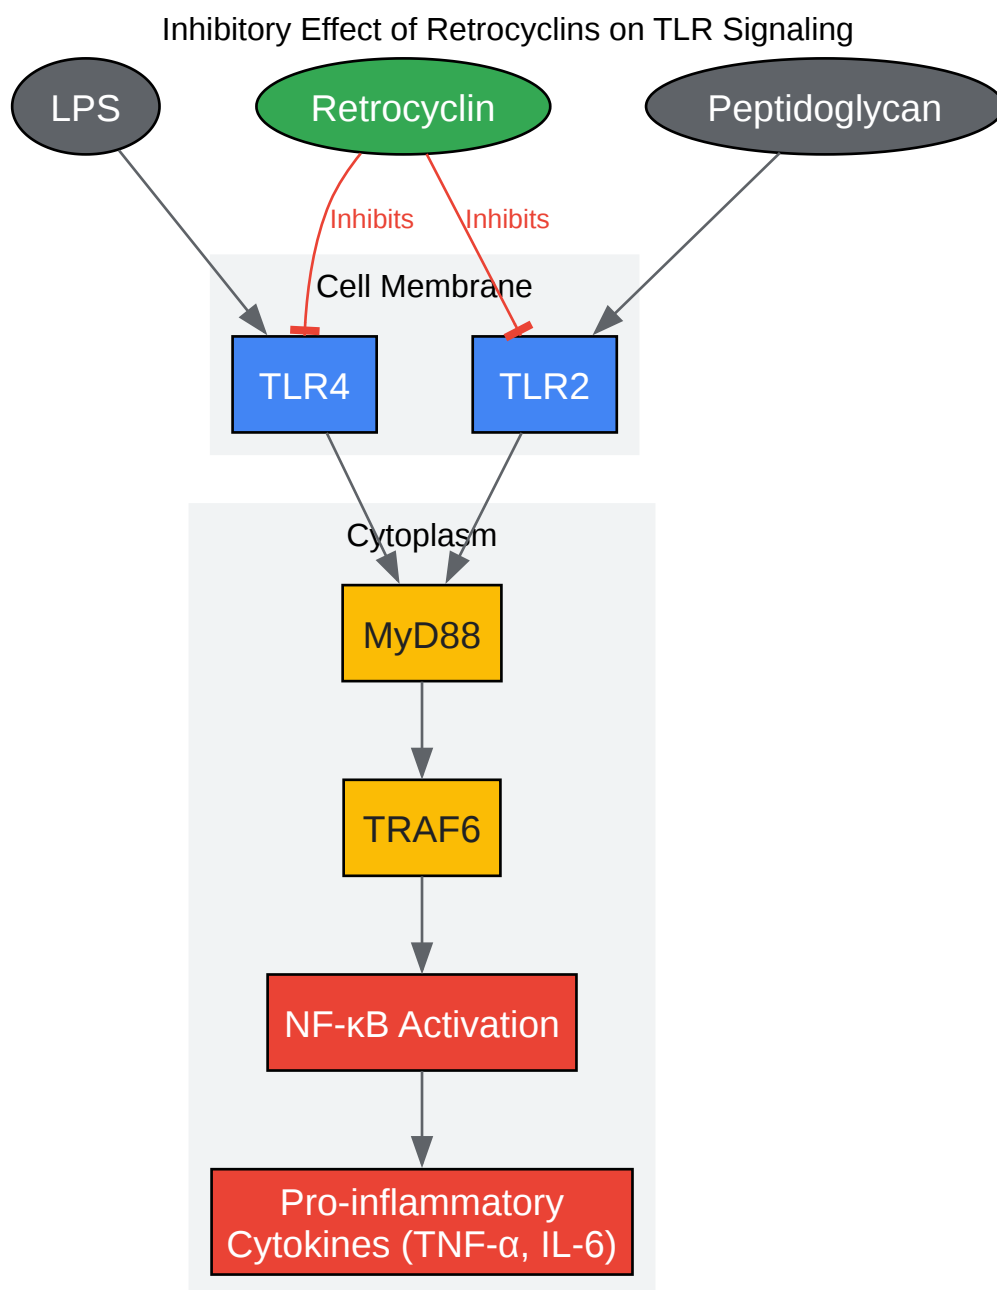 Inhibitory Effect of Retrocyclins on TLR Signaling
LPS
Retrocyclin
Peptidoglycan
Inhibits
Inhibits
Cell Membrane
TLR4
TLR2
Cytoplasm
MyD88
TRAF6
NF-κB Activation
Pro-inflammatory
Cytokines (TNF-α, IL-6)